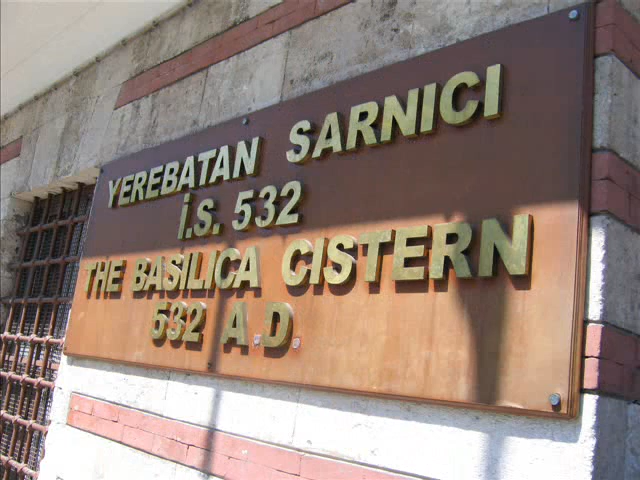 YEREBATAN SARNICI
i.S. 532
THE BASILICA CISTERN
532 A.D.